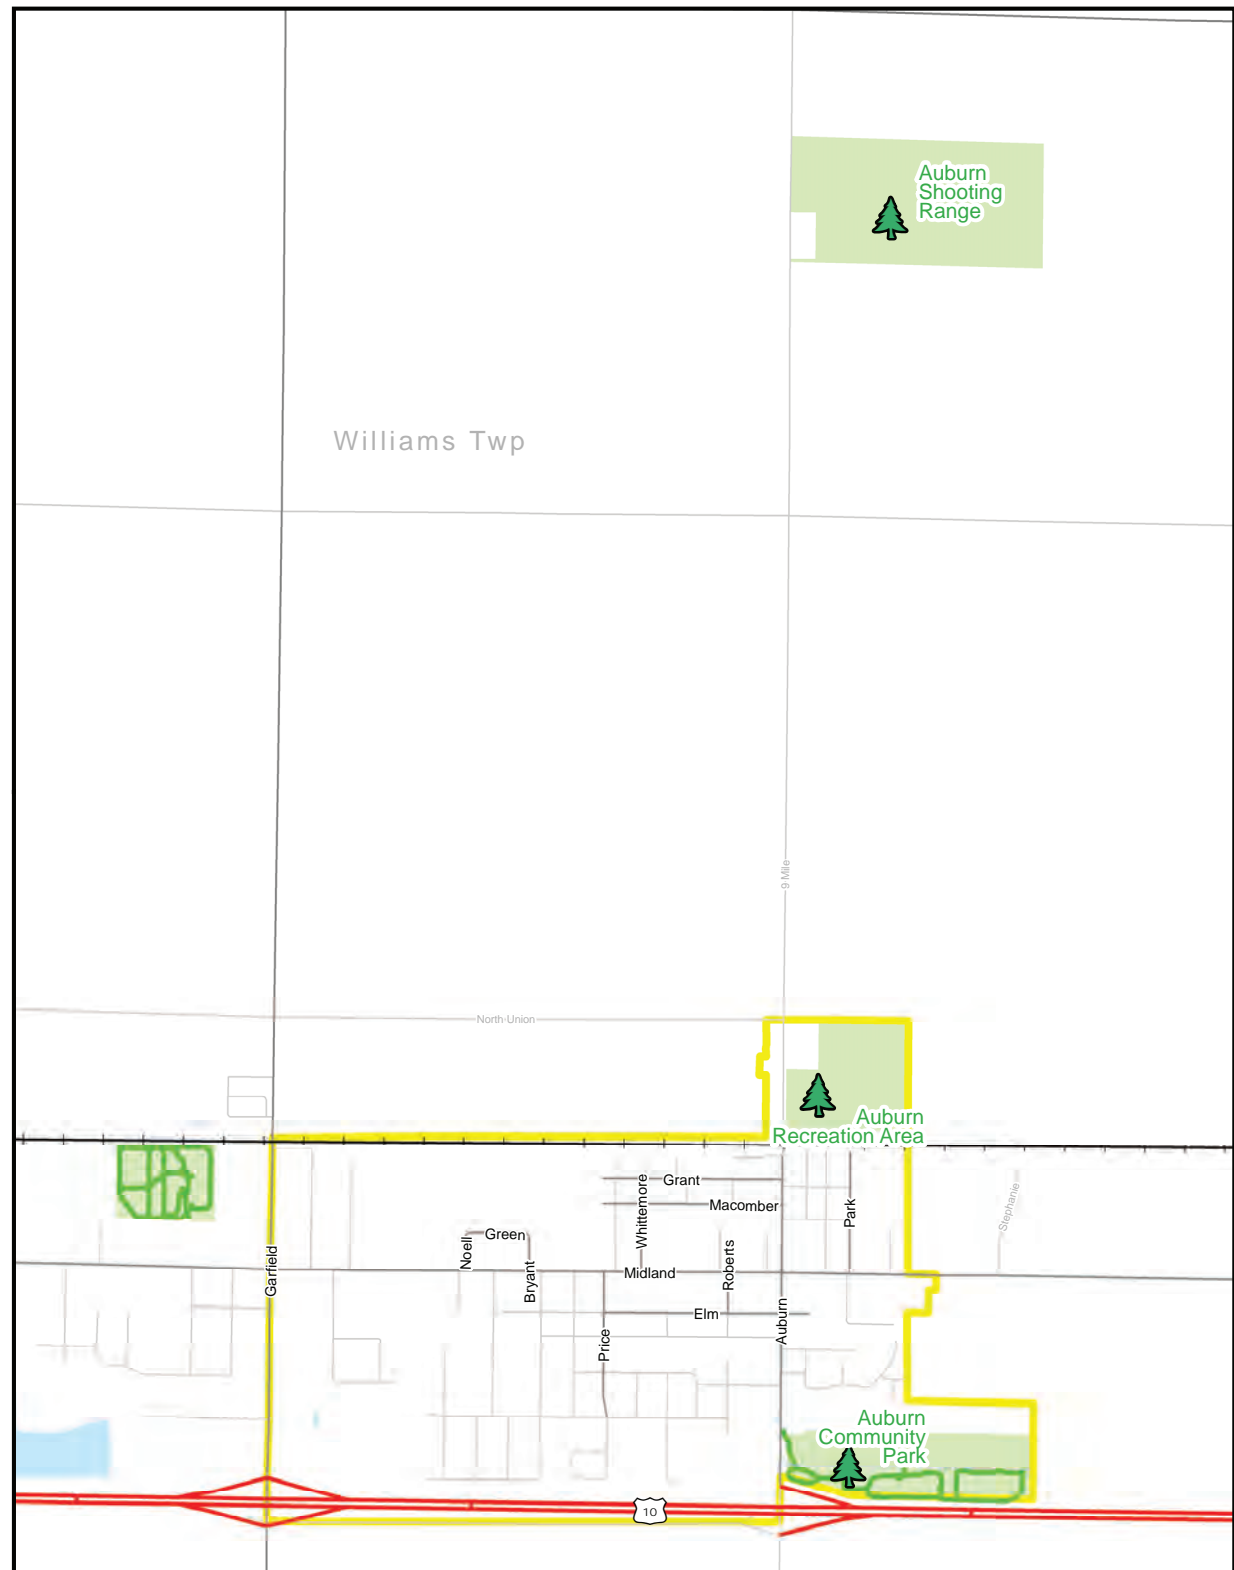 Auburn
Shooting
Range
Williams Twp
9 Mile
North Union
Auburn
Recreation Area
Grant
Whittemore
Macomber
Park
Stephanie
Green
Noell
Garfield
Bryant
Midland
Roberts
Elm
Auburn
Price
Auburn
Community
Park
10